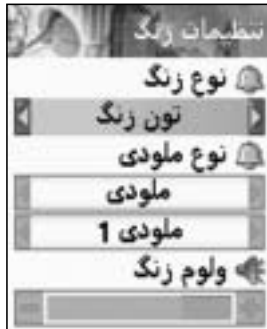 تنظیمات زنگ
نوع زنگ
تون زنگ
نوع ملودی
ملودی
ملودی 1
ولوم زنگ